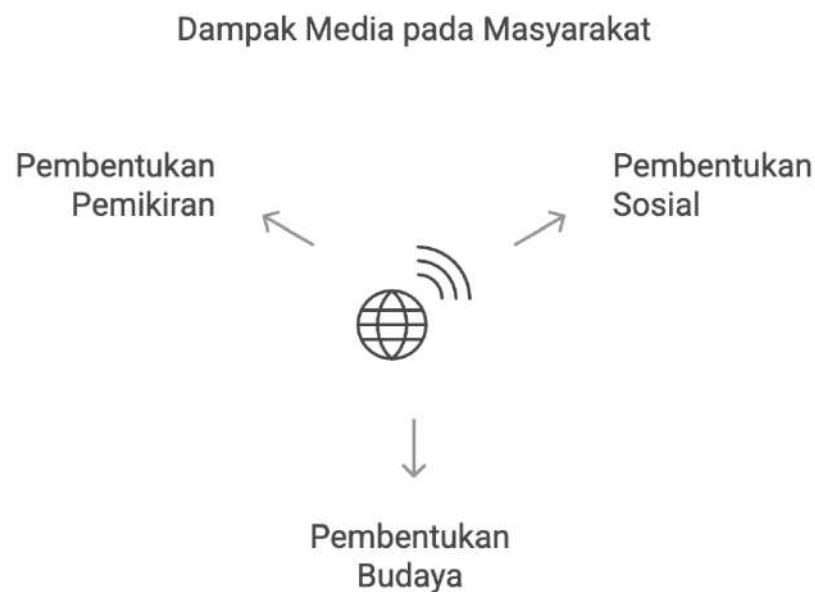 Dampak Media pada Masyarakat
Pembentukan
Pemikiran
Pembentukan
Sosial
Pembentukan
Budaya